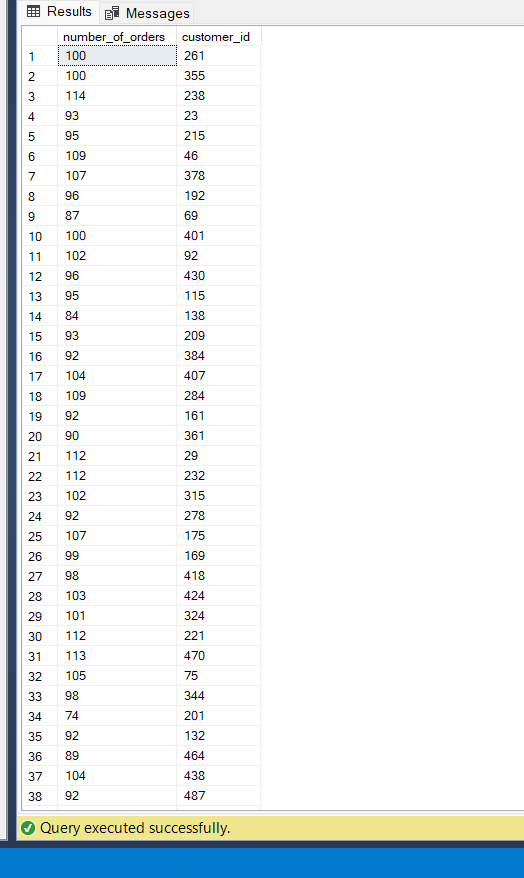 Results Messages
number_of_orders customer_id
1 100 261
2 100 355
3 114 238
4 93 23
5 95 215
6 109 46
7 107 378
8 96 192
9 87 69
10 100 401
11 102 92
12 96 430
13 95 115
14 84 138
15 93 209
16 92 384
17 104 407
18 109 284
19 92 161
20 90 361
21 112 29
22 112 232
23 102 315
24 92 278
25 107 175
26 99 169
27 98 418
28 103 424
29 101 324
30 112 221
31 113 470
32 105 75
33 98 344
34 74 201
35 92 132
36 89 464
37 104 438
38 92 487
Query executed successfully.